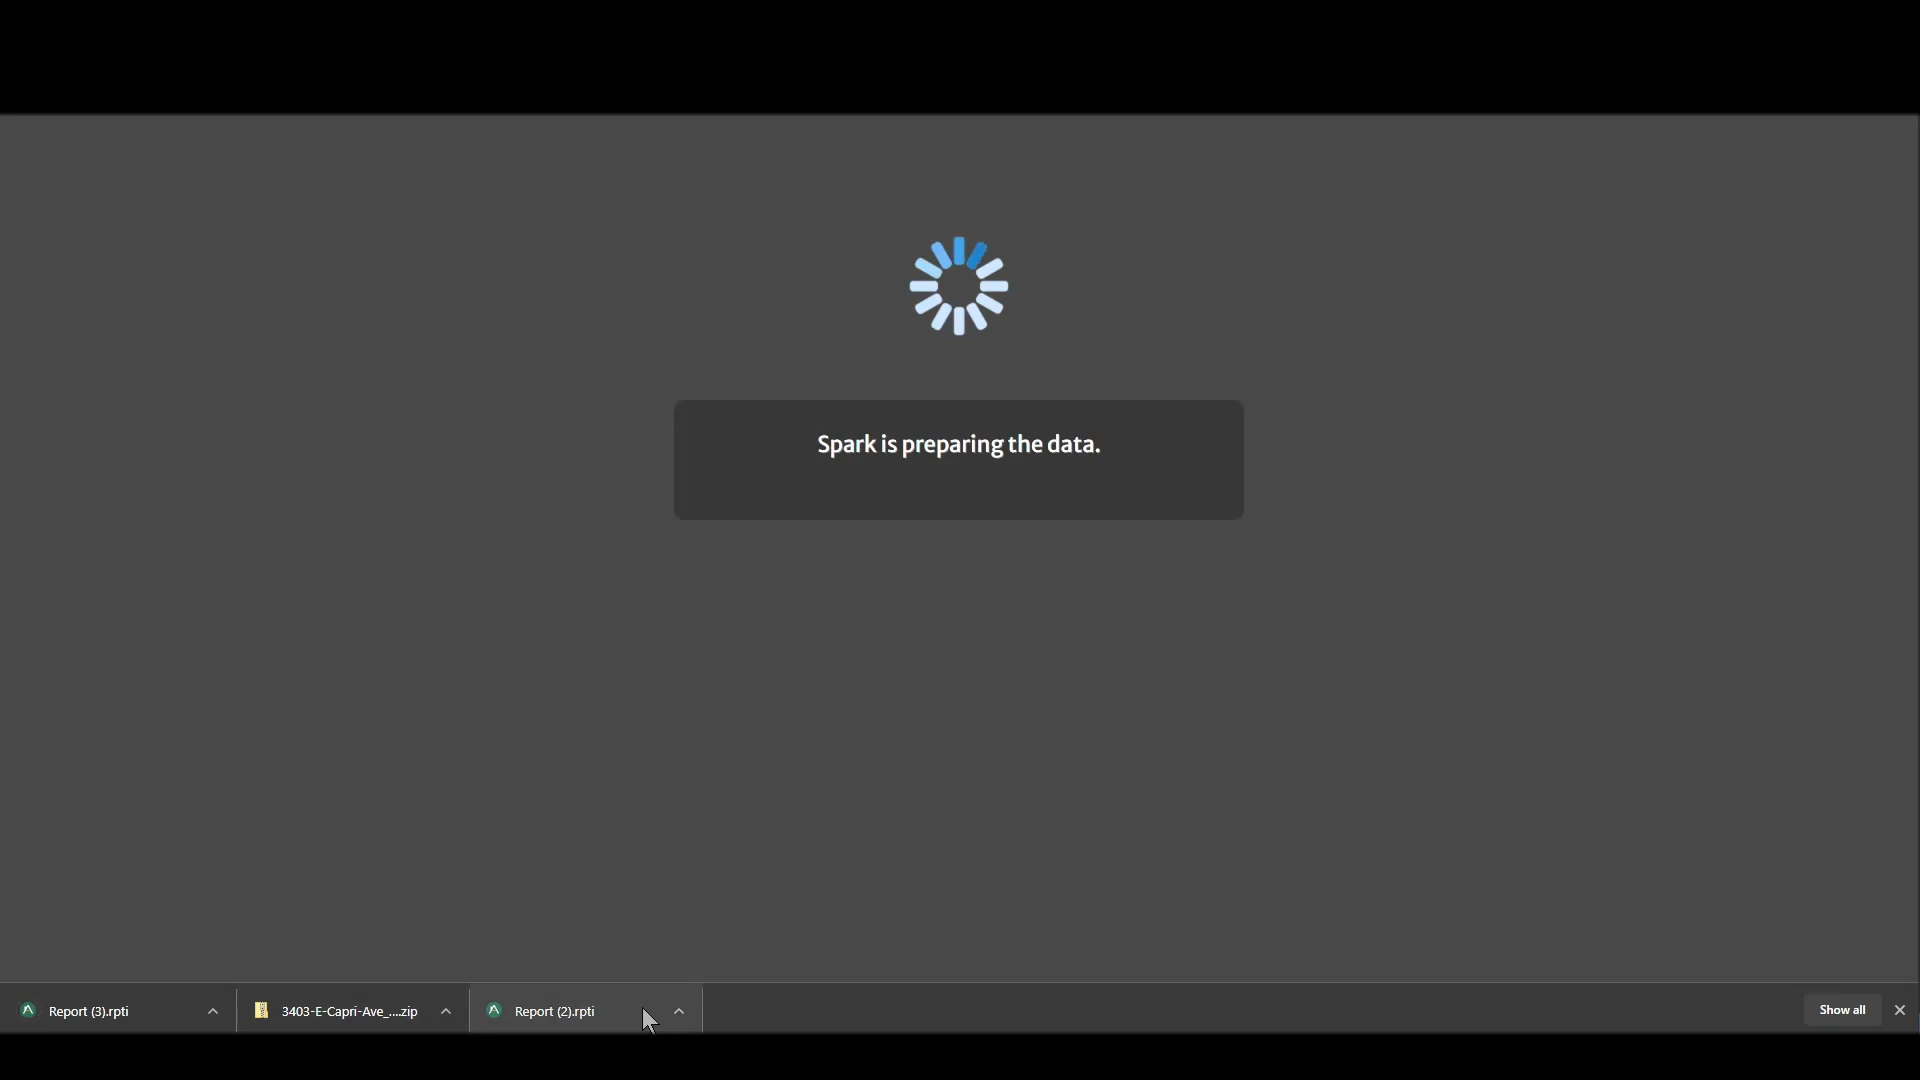 Spark is preparing the data.
Report (3).rpti
3403-E-Capri-Ave_....zip
Report (2).rpti
Show all